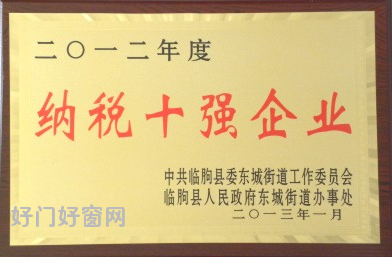 二〇一二年度
纳税十强企业
中共临朐县委东城街道工作委员会
临朐县人民政府东城街道办事处
二〇一三年一月
好门好窗网